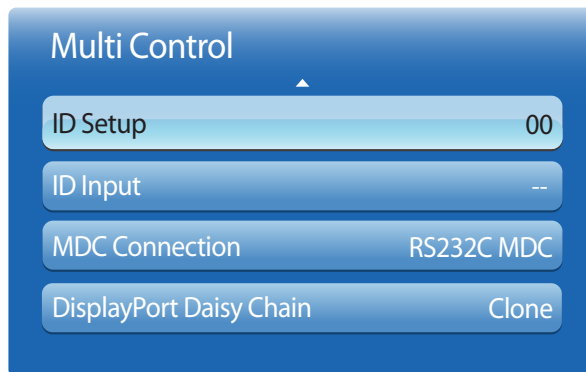 Multi Control
ID Setup 00
ID Input --
MDC Connection RS232C MDC
DisplayPort Daisy Chain Clone